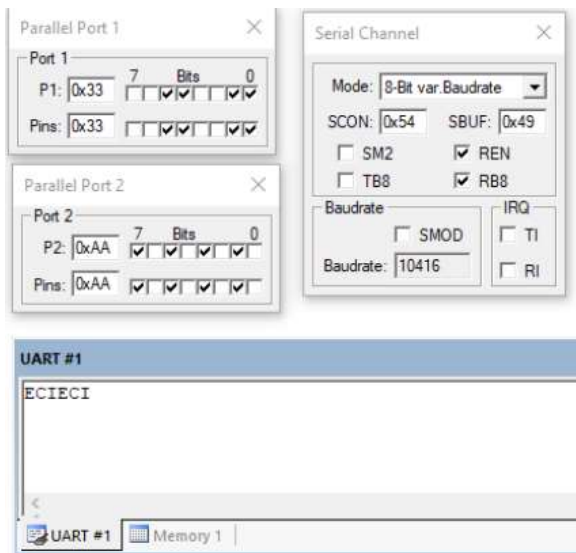 Parallel Port 1
Port 1
7 Bits 0
P1: 0x33
Pins: 0x33
Parallel Port 2
Port 2
7 Bits 0
P2: 0xAA
Pins: 0xAA
Serial Channel
Mode: 8-Bit var.Baudrate
SCON: 0x54 SBUF: 0x49
SM2 REN
TB8 RB8
Baudrate IRQ
SMOD TI
Baudrate: 10416 RI
UART #1
ECIECI
UART #1 Memory 1